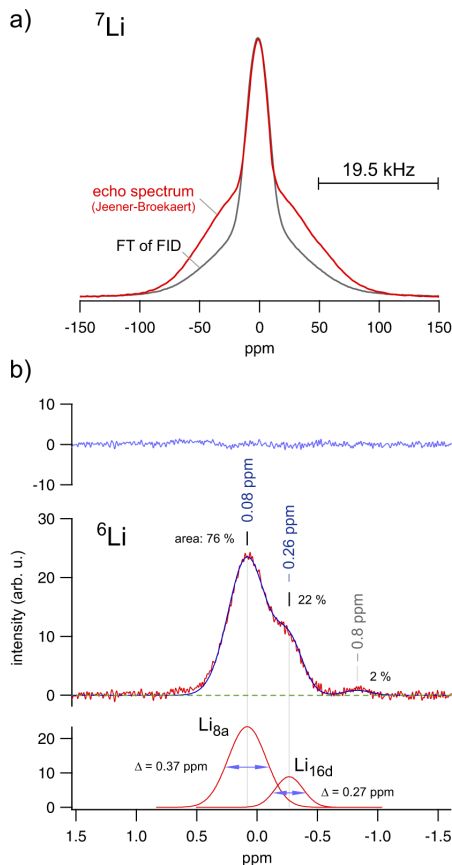 a)
⁷Li
19.5 kHz
echo spectrum
(Jeener-Broekaert)
FT of FID
-150 -100 -50 0 50 100 150
ppm
b)
10
0
-10
0.08 ppm
– 0.26 ppm
– 0.8 ppm
⁶Li
area: 76 %
22 %
2 %
30
20
10
0
intensity (arb. u.)
Li8a
Li16d
Δ = 0.37 ppm
Δ = 0.27 ppm
20
10
0
1.5 1.0 0.5 0.0 -0.5 -1.0 -1.5
ppm